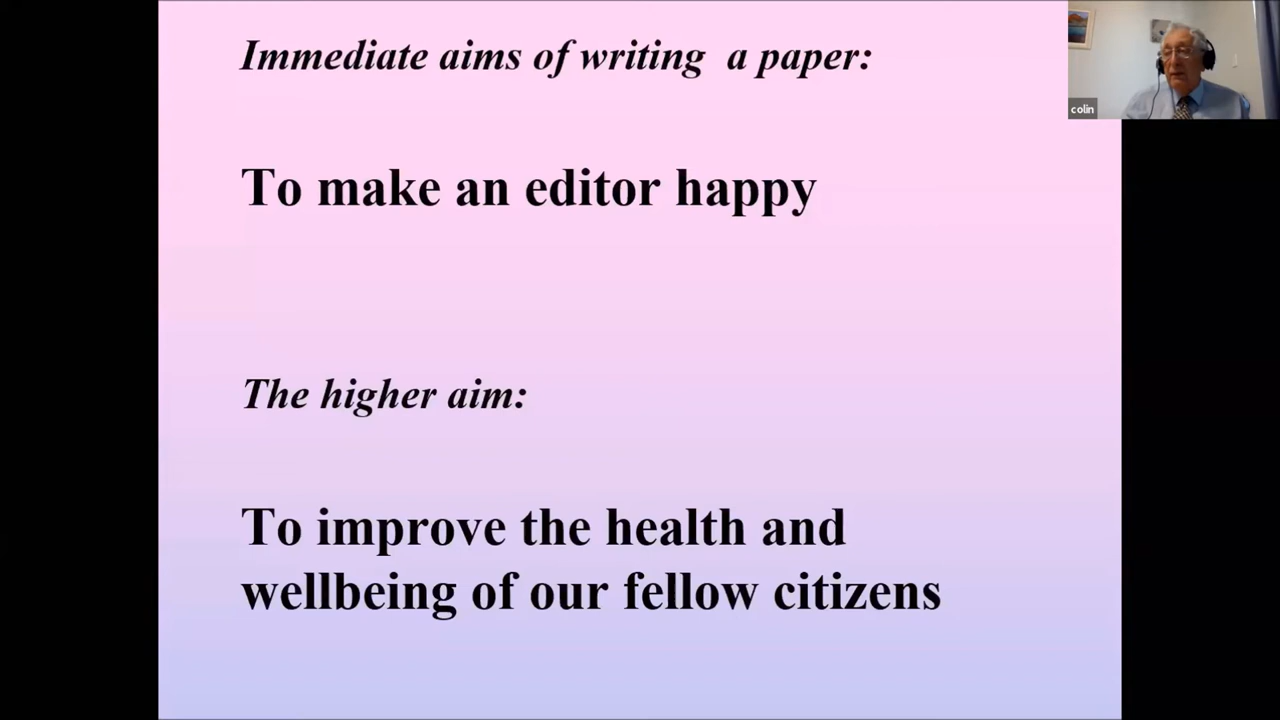 Immediate aims of writing  a paper:
colin
To make an editor happy
The higher aim:
To improve the health and
wellbeing of our fellow citizens